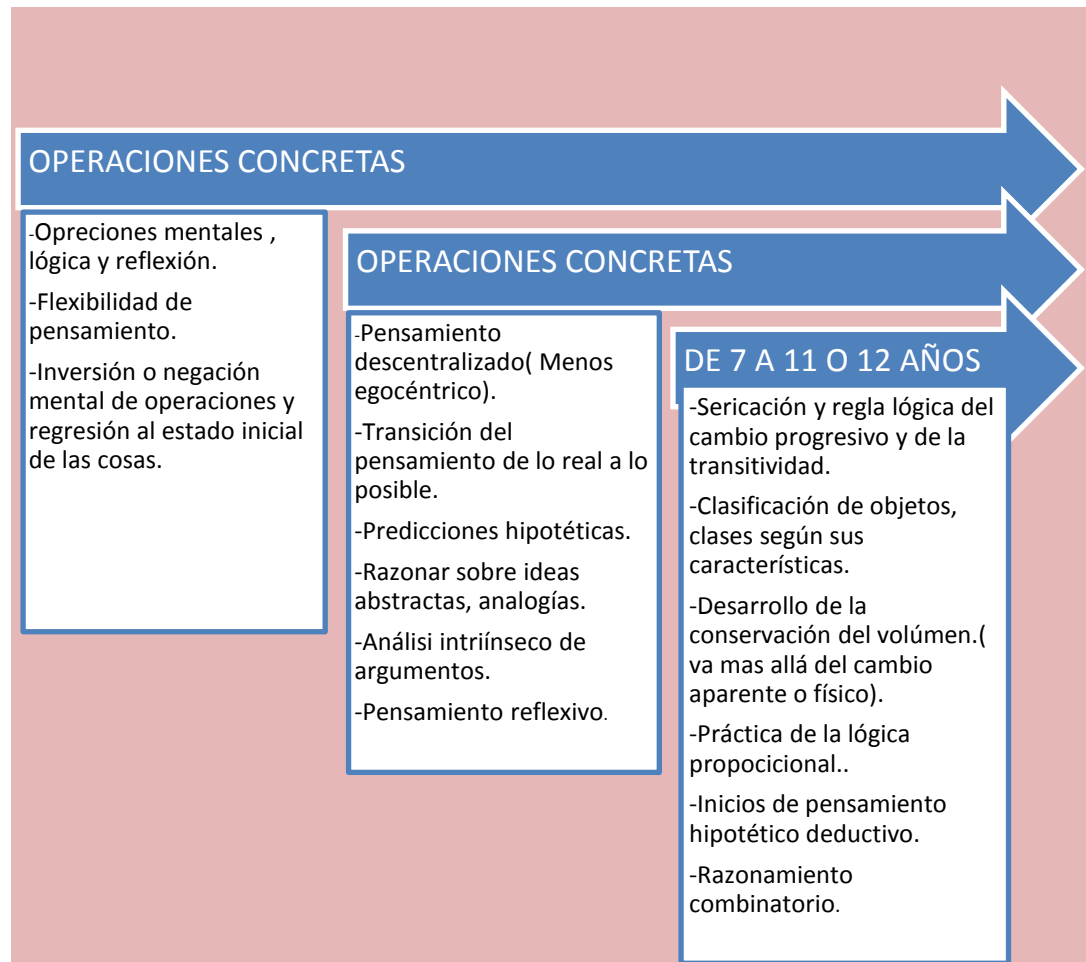 OPERACIONES CONCRETAS
-Opreciones mentales ,
lógica y reflexión.
-Flexibilidad de
pensamiento.
-Inversión o negación
mental de operaciones y
regresión al estado inicial
de las cosas.
OPERACIONES CONCRETAS
-Pensamiento
descentralizado( Menos
egocéntrico).
-Transición del
pensamiento de lo real a lo
posible.
-Predicciones hipotéticas.
-Razonar sobre ideas
abstractas, analogías.
-Análisi intriínseco de
argumentos.
-Pensamiento reflexivo.
DE 7 A 11 O 12 AÑOS
-Sericación y regla lógica del
cambio progresivo y de la
transitividad.
-Clasificación de objetos,
clases según sus
características.
-Desarrollo de la
conservación del volúmen.(
va mas allá del cambio
aparente o físico).
-Práctica de la lógica
propocicional..
-Inicios de pensamiento
hipotético deductivo.
-Razonamiento
combinatorio.